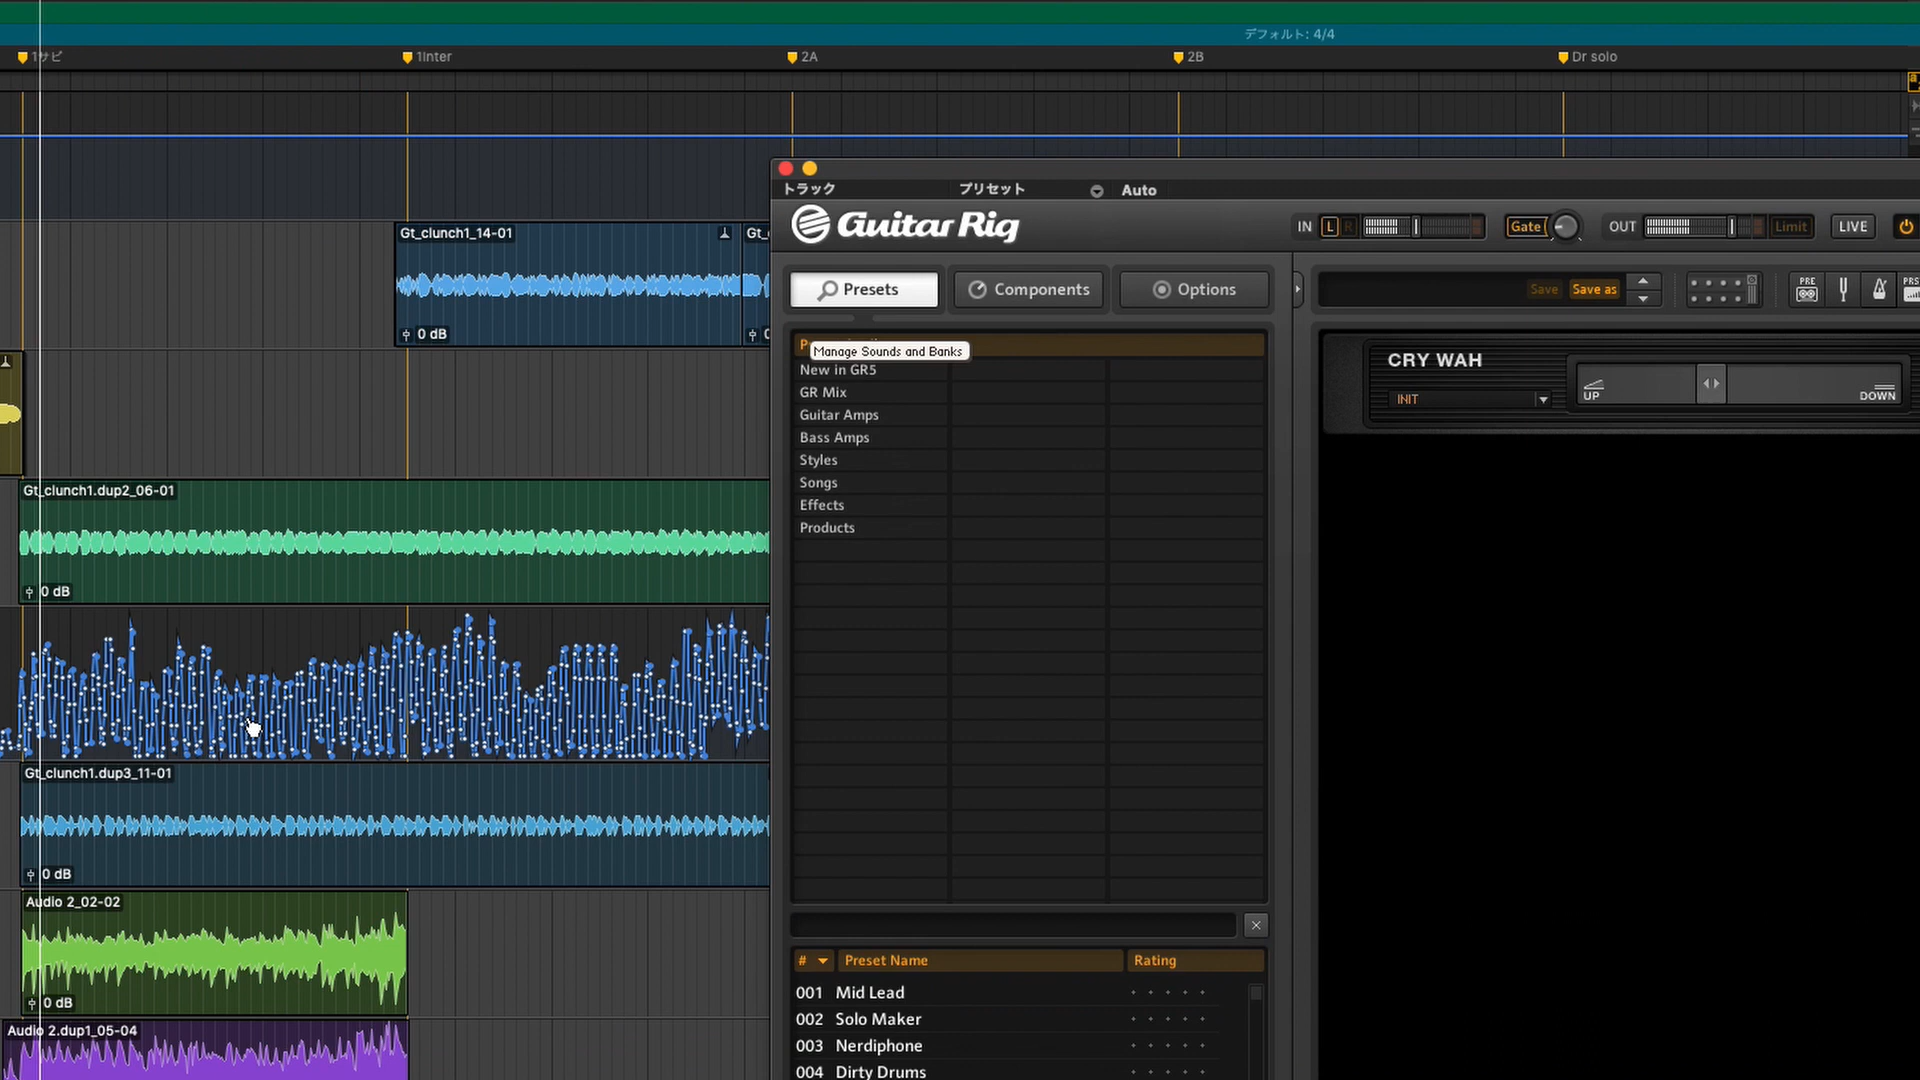 デフォルト: 4/4
1サビ
1Inter
2A
2B
Dr solo
トラック
プリセット
Auto
Gt_clunch1_14-01
0 dB
Guitar Rig
IN
L
R
Gate
OUT
Limit
LIVE
Presets
Components
Options
Save
Save as
PRE
Manage Sounds and Banks
New in GR5
GR Mix
Guitar Amps
Bass Amps
Styles
Songs
Effects
Products
CRY WAH
INIT
UP
DOWN
Gt_clunch1.dup2_06-01
0 dB
Gt_clunch1.dup3_11-01
0 dB
Audio 2_02-02
0 dB
Audio 2.dup1_05-04
#
Preset Name
Rating
001 Mid Lead
002 Solo Maker
003 Nerdiphone
004 Dirty Drums